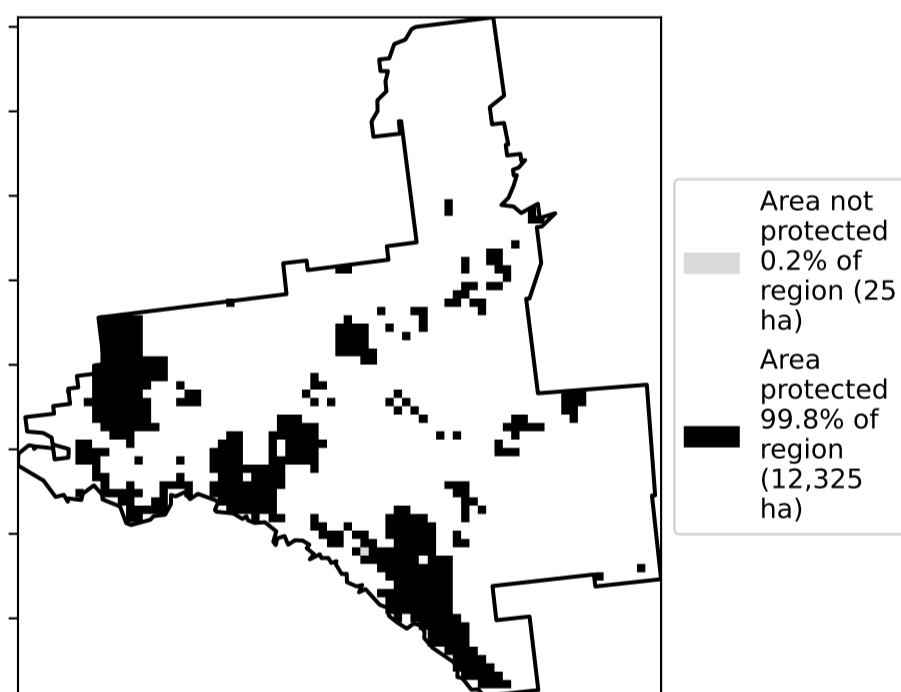 Area not
protected
0.2% of
region (25
ha)
Area
protected
99.8% of
region
(12,325
ha)